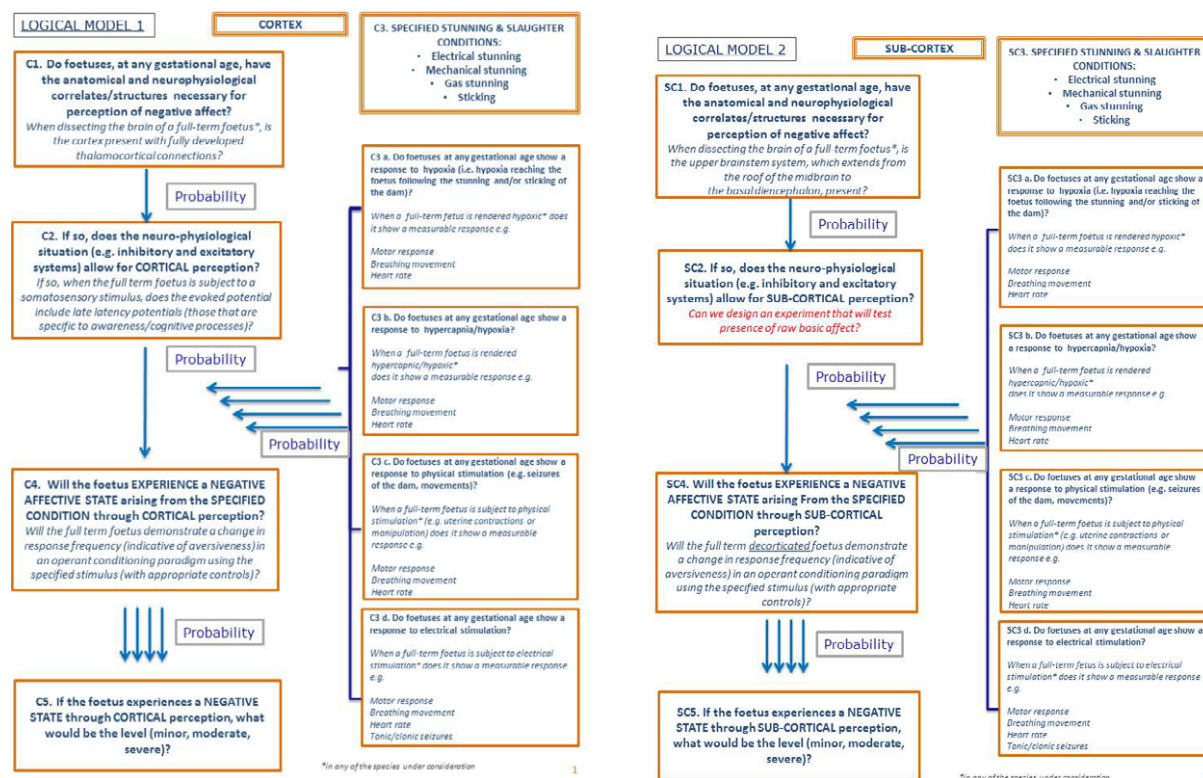 LOGICAL MODEL 1
CORTEX
C1. Do foetuses, at any gestational age, have
the anatomical and neurophysiological
correlates/structures necessary for
perception of negative affect?
When dissecting the brain of a full-term foetus*, is
the cortex present with fully developed
thalamocortical connections?
Probability
C2. If so, does the neuro-physiological
situation (e.g. inhibitory and excitatory
systems) allow for CORTICAL perception?
If so, when the full term foetus is subject to a
somatosensory stimulus, does the evoked potential
include late latency potentials (those that are
specific to awareness/cognitive processes)?
Probability
Probability
C4. Will the foetus EXPERIENCE a NEGATIVE
AFFECTIVE STATE arising from the SPECIFIED
CONDITION through CORTICAL perception?
Will the full term foetus demonstrate a change in
response frequency (indicative of aversiveness) in
an operant conditioning paradigm using the
specified stimulus (with appropriate controls)?
Probability
C5. If the foetus experiences a NEGATIVE
STATE through CORTICAL perception, what
would be the level (minor, moderate,
severe)?
C3. SPECIFIED STUNNING & SLAUGHTER
CONDITIONS:
• Electrical stunning
• Mechanical stunning
• Gas stunning
• Sticking
C3 a. Do foetuses at any gestational age show a
response to hypoxia (i.e. hypoxia reaching the
foetus following the stunning and/or sticking of
the dam)?
When a full-term fetus is rendered hypoxic* does
it show a measurable response e.g.
Motor response
Breathing movement
Heart rate
C3 b. Do foetuses at any gestational age show a
response to hypercapnia/hypoxia?
When a full-term foetus is rendered
hypercapnic/hypoxic*
does it show a measurable response e.g.
Motor response
Breathing movement
Heart rate
C3 c. Do foetuses at any gestational age show a
response to physical stimulation (e.g. seizures
of the dam, movements)?
When a full-term foetus is subject to physical
stimulation* (e.g. uterine contractions or
manipulation) does it show a measurable
response e.g.
Motor response
Breathing movement
Heart rate
C3 d. Do foetuses at any gestational age show a
response to electrical stimulation?
When a full-term fetus is subject to electrical
stimulation* does it show a measurable response
e.g.
Motor response
Breathing movement
Heart rate
Tonic/clonic seizures
*in any of the species under consideration
1
LOGICAL MODEL 2
SUB-CORTEX
SC1. Do foetuses, at any gestational age, have
the anatomical and neurophysiological
correlates/structures necessary for
perception of negative affect?
When dissecting the brain of a full-term foetus*, is
the upper brainstem system, which extends from
the roof of the midbrain to
the basal diencephalon, present?
Probability
SC2. If so, does the neuro-physiological
situation (e.g. inhibitory and excitatory
systems) allow for SUB-CORTICAL perception?
Can we design an experiment that will test
presence of raw basic affect?
Probability
Probability
SC4. Will the foetus EXPERIENCE a NEGATIVE
AFFECTIVE STATE arising From the SPECIFIED
CONDITION through SUB-CORTICAL
perception?
Will the full term decorticated foetus demonstrate
a change in response frequency (indicative of
aversiveness) in an operant conditioning paradigm
using the specified stimulus (with appropriate
controls)?
Probability
SC5. If the foetus experiences a NEGATIVE
STATE through SUB-CORTICAL perception,
what would be the level (minor, moderate,
severe)?
SC3. SPECIFIED STUNNING & SLAUGHTER
CONDITIONS:
• Electrical stunning
• Mechanical stunning
• Gas stunning
• Sticking
SC3 a. Do foetuses at any gestational age show a
response to hypoxia (i.e. hypoxia reaching the
foetus following the stunning and/or sticking of
the dam)?
When a full-term fetus is rendered hypoxic*
does it show a measurable response e.g.
Motor response
Breathing movement
Heart rate
SC3 b. Do foetuses at any gestational age show
a response to hypercapnia/hypoxia?
When a full-term foetus is rendered
hypercapnic/hypoxic*
does it show a measurable response e.g
Motor response
Breathing movement
Heart rate
SC3 c. Do foetuses at any gestational age show
a response to physical stimulation (e.g. seizures
of the dam, movements)?
When a full-term foetus is subject to physical
stimulation* (e.g. uterine contractions or
manipulation) does it show a measurable
response e.g.
Motor response
Breathing movement
Heart rate
SC3 d. Do foetuses at any gestational age show a
response to electrical stimulation?
When a full-term fetus is subject to electrical
stimulation* does it show a measurable response
e.g.
Motor response
Breathing movement
Heart rate
Tonic/clonic seizures
*in any of the species under consideration